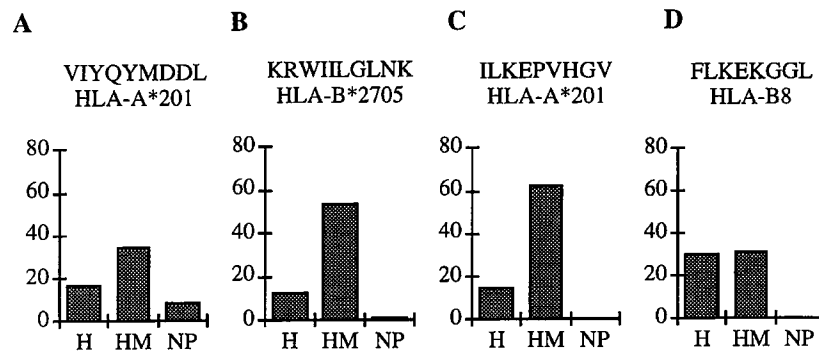 A
VIYQYMDDL
HLA-A*201
80
60
40
20
0
H HM NP
B
KRWIILGLNK
HLA-B*2705
80
60
40
20
0
H HM NP
C
ILKEPVHGV
HLA-A*201
80
60
40
20
0
H HM NP
D
FLKEKGGL
HLA-B8
80
60
40
20
0
H HM NP